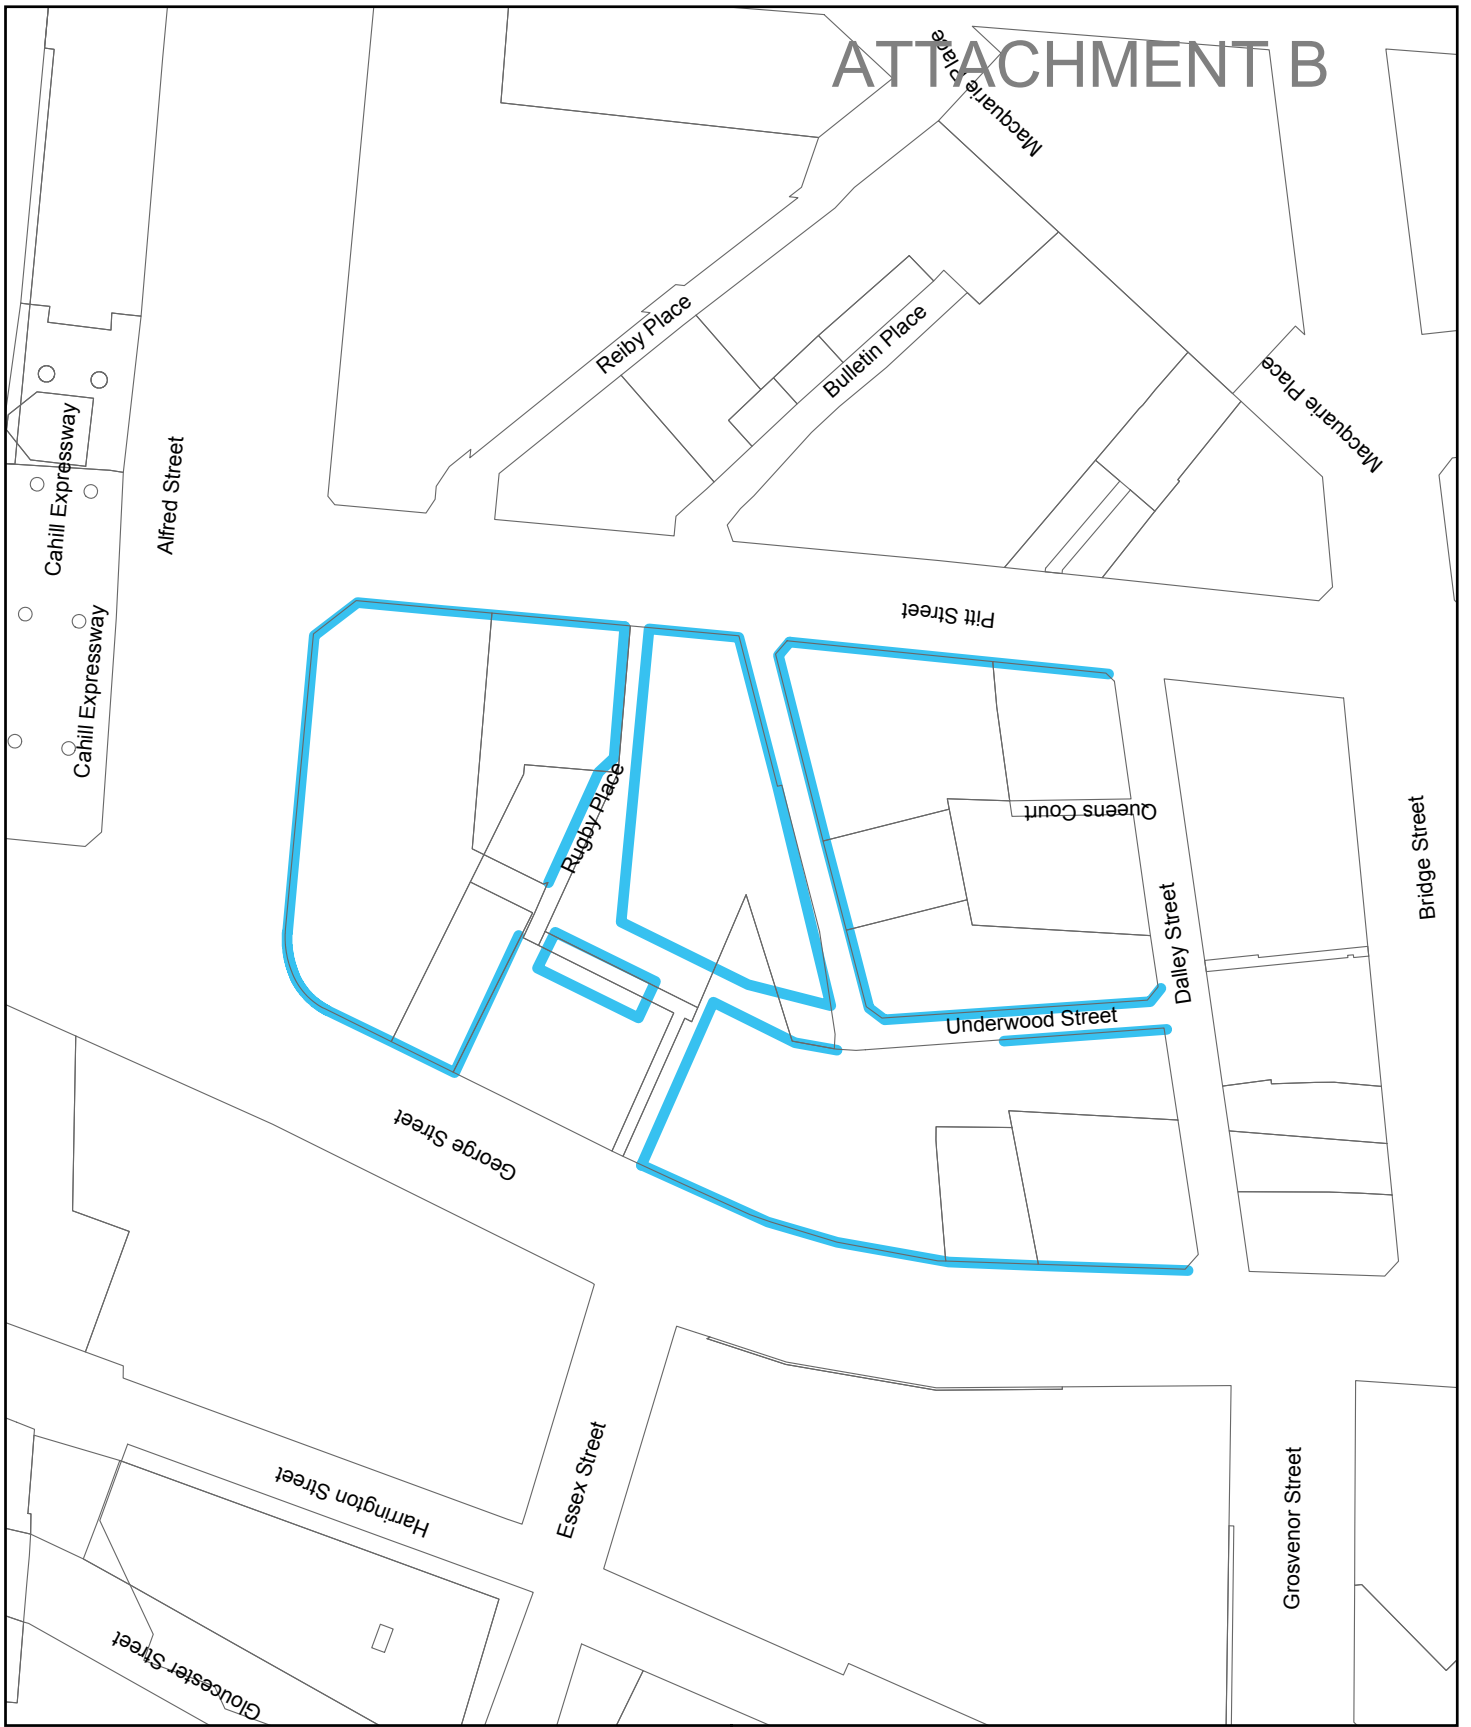 ATTACHMENT B
Macquarie Place
Reiby Place
Bulletin Place
Macquarie Place
Cahill Expressway
Alfred Street
Pitt Street
Cahill Expressway
Rugby Place
Queens Court
Bridge Street
Dalley Street
Underwood Street
George Street
Essex Street
Harrington Street
Grosvenor Street
Gloucester Street